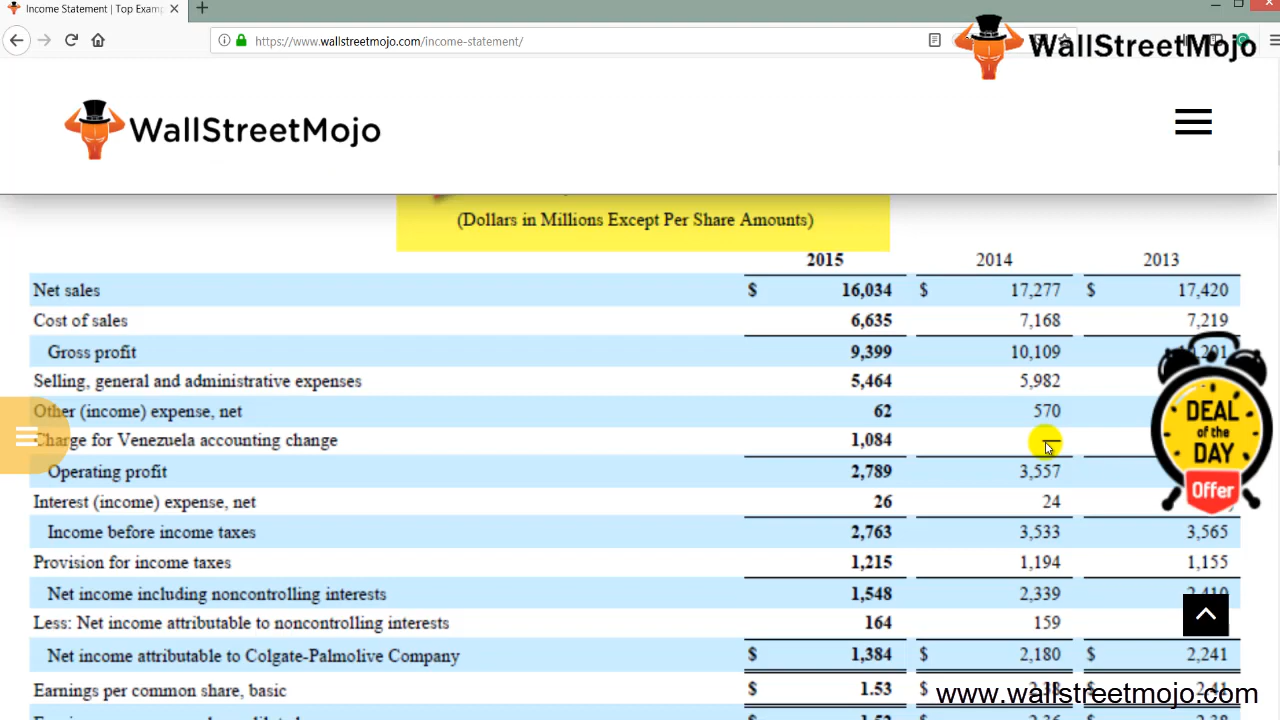 Income Statement | Top Examp
https://www.wallstreetmojo.com/income-statement/
WallStreetMojo
WallStreetMojo
(Dollars in Millions Except Per Share Amounts)
2015 2014 2013
Net sales $ 16,034 $ 17,277 $ 17,420
Cost of sales 6,635 7,168 7,219
Gross profit 9,399 10,109
Selling, general and administrative expenses 5,464 5,982
Other (income) expense, net 62 570
Charge for Venezuela accounting change 1,084 —
Operating profit 2,789 3,557
Interest (income) expense, net 26 24
Income before income taxes 2,763 3,533 3,565
Provision for income taxes 1,215 1,194 1,155
Net income including noncontrolling interests 1,548 2,339 2,410
Less: Net income attributable to noncontrolling interests 164 159
Net income attributable to Colgate-Palmolive Company $ 1,384 $ 2,180 $ 2,241
Earnings per common share, basic $ 1.53 $ 2.38 $ 2.41
DEAL
of the
DAY
Offer
www.wallstreetmojo.com